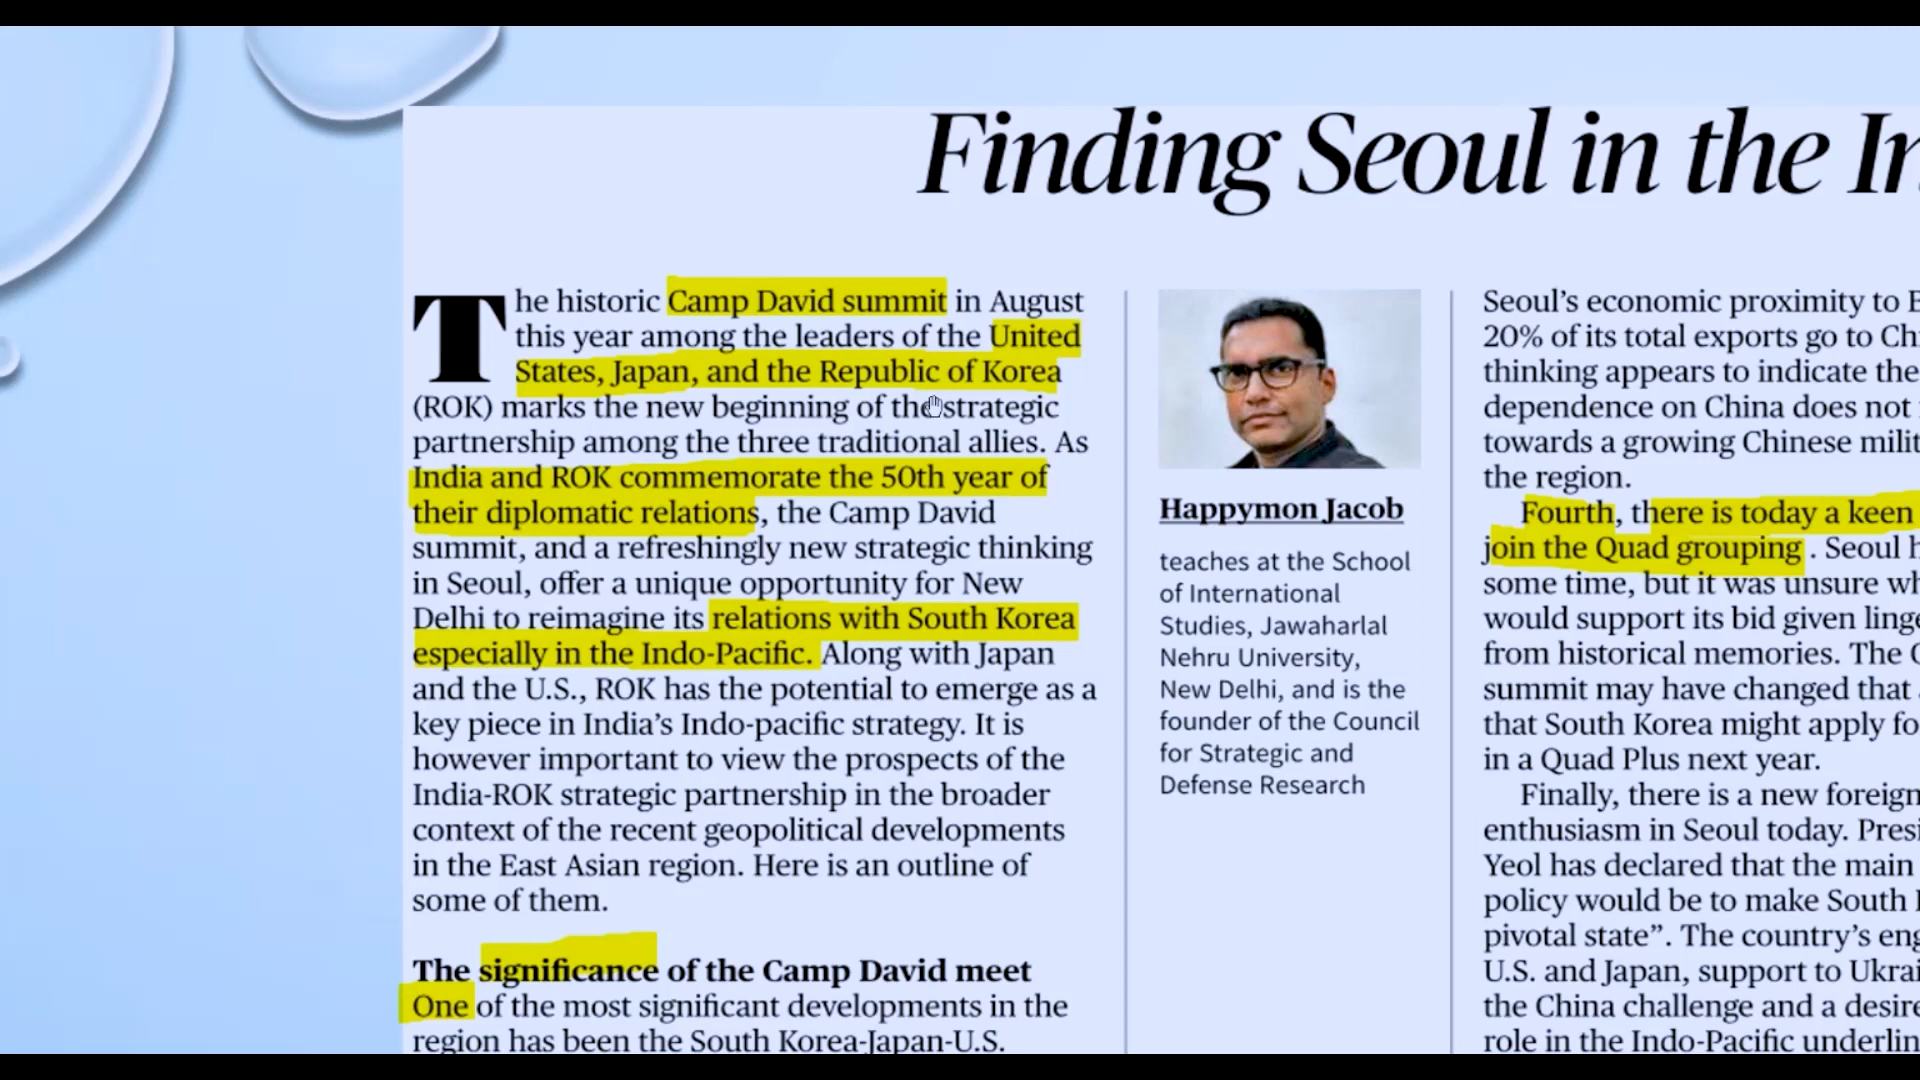 Finding Seoul in the
The historic Camp David summit in August
this year among the leaders of the United
States, Japan, and the Republic of Korea
(ROK) marks the new beginning of the strategic
partnership among the three traditional allies. As
India and ROK commemorate the 50th year of
their diplomatic relations, the Camp David
summit, and a refreshingly new strategic thinking
in Seoul, offer a unique opportunity for New
Delhi to reimagine its relations with South Korea
especially in the Indo-Pacific. Along with Japan
and the U.S., ROK has the potential to emerge as a
key piece in India's Indo-pacific strategy. It is
however important to view the prospects of the
India-ROK strategic partnership in the broader
context of the recent geopolitical developments
in the East Asian region. Here is an outline of
some of them.
The significance of the Camp David meet
One of the most significant developments in the
region has been the South Korea-Japan-U.S.
Happymon Jacob
teaches at the School
of International
Studies, Jawaharlal
Nehru University,
New Delhi, and is the
founder of the Council
for Strategic and
Defense Research
Seoul's economic proximity to
20% of its total exports go to
thinking appears to indicate the
dependence on China does not
towards a growing Chinese
the region.
Fourth, there is today a keen
join the Quad grouping . Seoul
some time, but it was unsure
would support its bid given
from historical memories. The
summit may have changed that
that South Korea might apply
in a Quad Plus next year.
Finally, there is a new
enthusiasm in Seoul today.
Yeol has declared that the main
policy would be to make South
pivotal state”. The country's
U.S. and Japan, support to
the China challenge and a
role in the Indo-Pacific